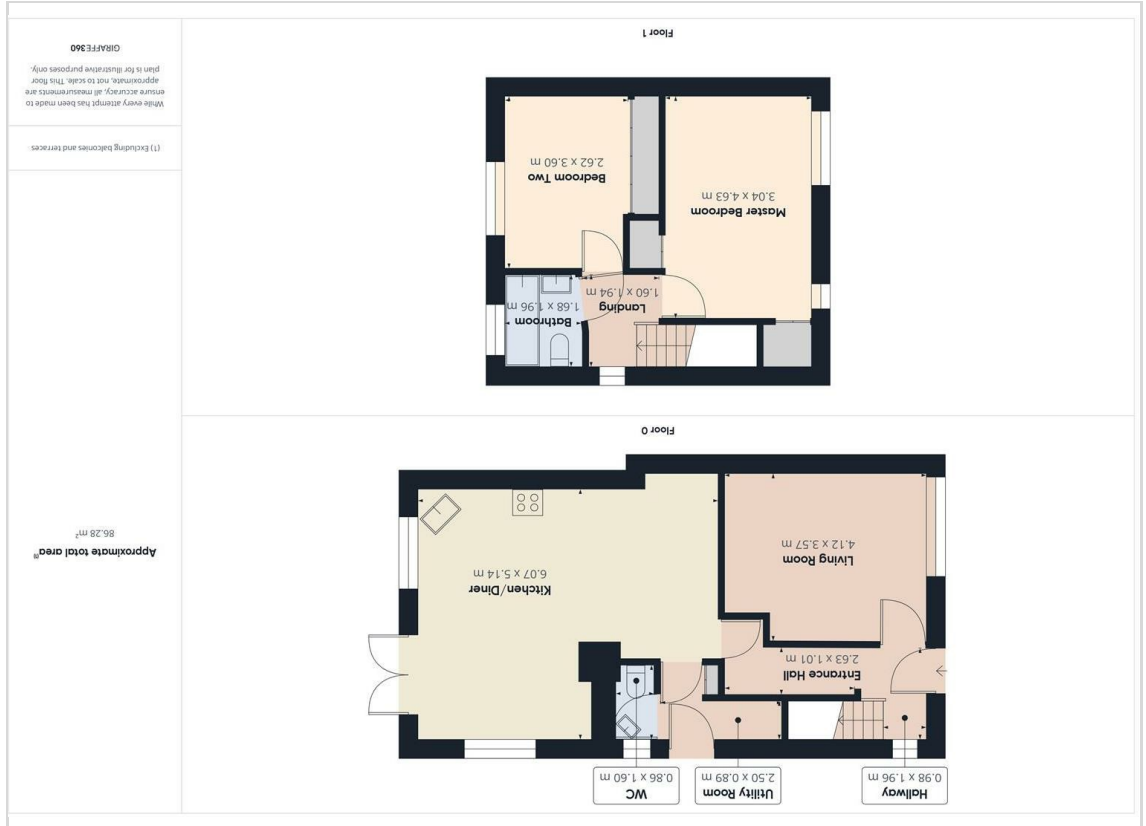 Hallway
0.98 x 1.96 m
Utility Room
2.50 x 0.89 m
WC
0.86 x 1.60 m
Entrance Hall
2.63 x 1.01 m
Living Room
4.12 x 3.57 m
Kitchen/Diner
6.07 x 5.14 m
Floor 0
Landing
1.60 x 1.94 m
Bathroom
1.68 x 1.96 m
Master Bedroom
3.04 x 4.63 m
Bedroom Two
2.62 x 3.60 m
Floor 1
Approximate total area⁽¹⁾
86.28 m²
(1) Excluding balconies and terraces
While every attempt has been made to
ensure accuracy, all measurements are
approximate, not to scale. This floor
plan is for illustrative purposes only.
GIRAFFE360